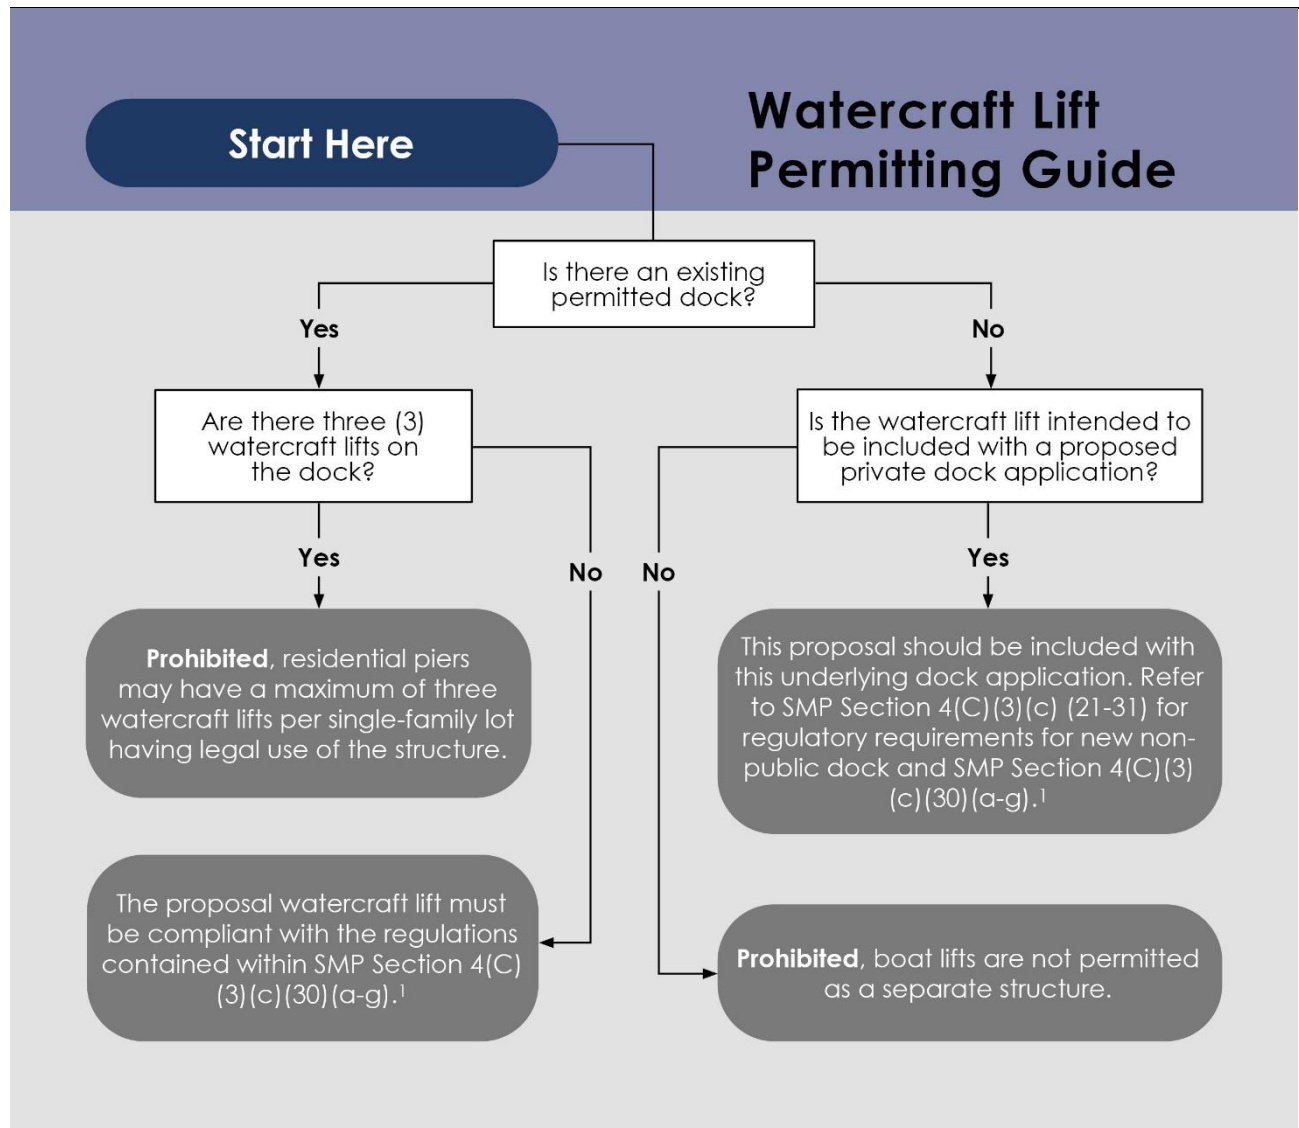 Start Here
Watercraft Lift
Permitting Guide
Is there an existing
permitted dock?
Yes
No
Are there three (3)
watercraft lifts on
the dock?
Is the watercraft lift intended to
be included with a proposed
private dock application?
Yes
No
No
Yes
Prohibited, residential piers
may have a maximum of three
watercraft lifts per single-family lot
having legal use of the structure.
This proposal should be included with
this underlying dock application. Refer
to SMP Section 4(C)(3)(c) (21-31) for
regulatory requirements for new non-
public dock and SMP Section 4(C)(3)
(c)(30)(a-g).¹
The proposal watercraft lift must
be compliant with the regulations
contained within SMP Section 4(C)
(3)(c)(30)(a-g).¹
Prohibited, boat lifts are not permitted
as a separate structure.